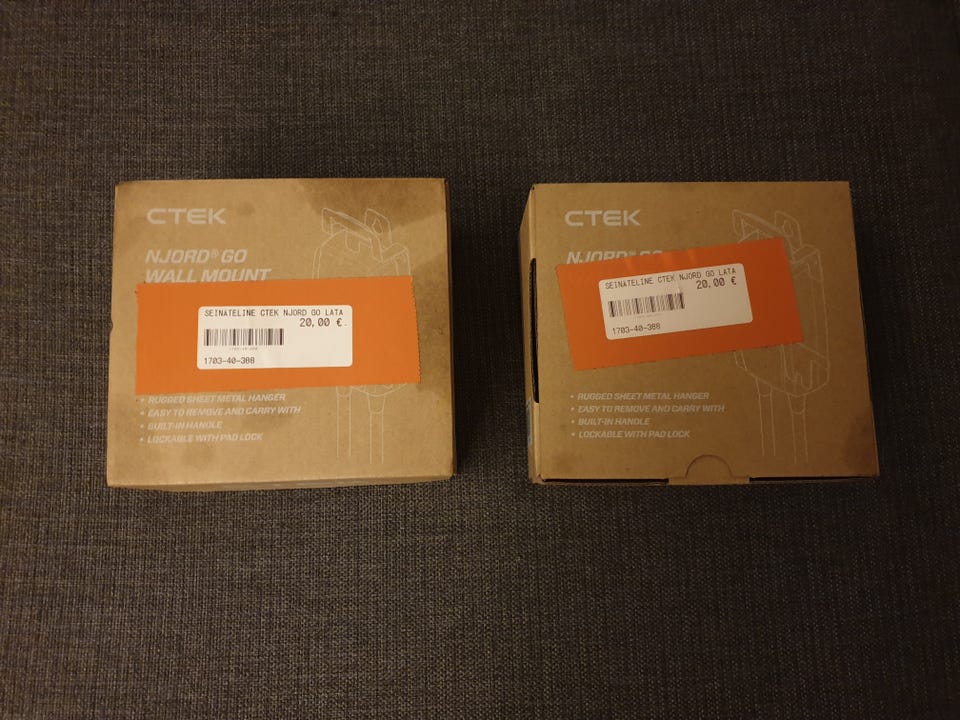 CTEK
NJORD® GO
WALL MOUNT
SEINATELINE CTEK NJORD GO LATA
20,00 €
1703-40-388
• RUGGED SHEET METAL HANGER
• EASY TO REMOVE AND CARRY WITH
• BUILT-IN HANDLE
• LOCKABLE WITH PAD LOCK
CTEK
NJORD® GO
SEINATELINE CTEK NJORD GO LATA
20,00 €
1703-40-388
• RUGGED SHEET METAL HANGER
• EASY TO REMOVE AND CARRY WITH
• BUILT-IN HANDLE
• LOCKABLE WITH PAD LOCK